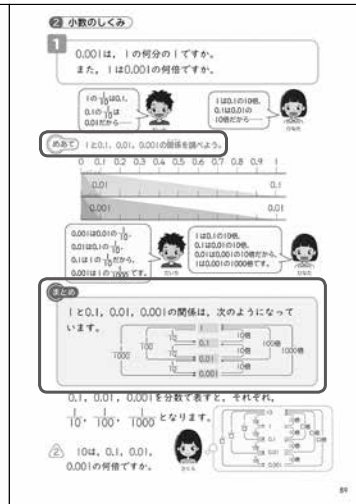 ② 小数のしくみ
1
0.001は、1の何分の1ですか。
また、1は0.001の何倍ですか。
1の1/10は0.1、
0.1の1/10は
0.01だから……
1は0.1の10倍、
0.1は0.01の
10倍だから……
ひなた
めあて 1と0.1、0.01、0.001の関係を調べよう。
0 0.1 0.2 0.3 0.4 0.5 0.6 0.7 0.8 0.9 1
0.01 0.1
0.001 0.01
0.001は0.01の1/10、
0.01は0.1の1/10、
0.1は1の1/10だから、
0.001は1の1/1000です。
だいち
1は0.1の10倍、
0.1は0.01の10倍、
0.01は0.001の10倍だから、
1は0.001の1000倍です。
ひなた
まとめ
1と0.1、0.01、0.001の関係は、次のようになって
います。
1
1/10 10倍
0.1
1/100 100倍
1/10 10倍
1/1000 1000倍
0.01
1/10 10倍
0.001
0.1、0.01、0.001を分数で表すと、それぞれ、
1/10、1/100、1/1000 となります。
② 10は、0.1、0.01、
0.001の何倍ですか。
さくら
89